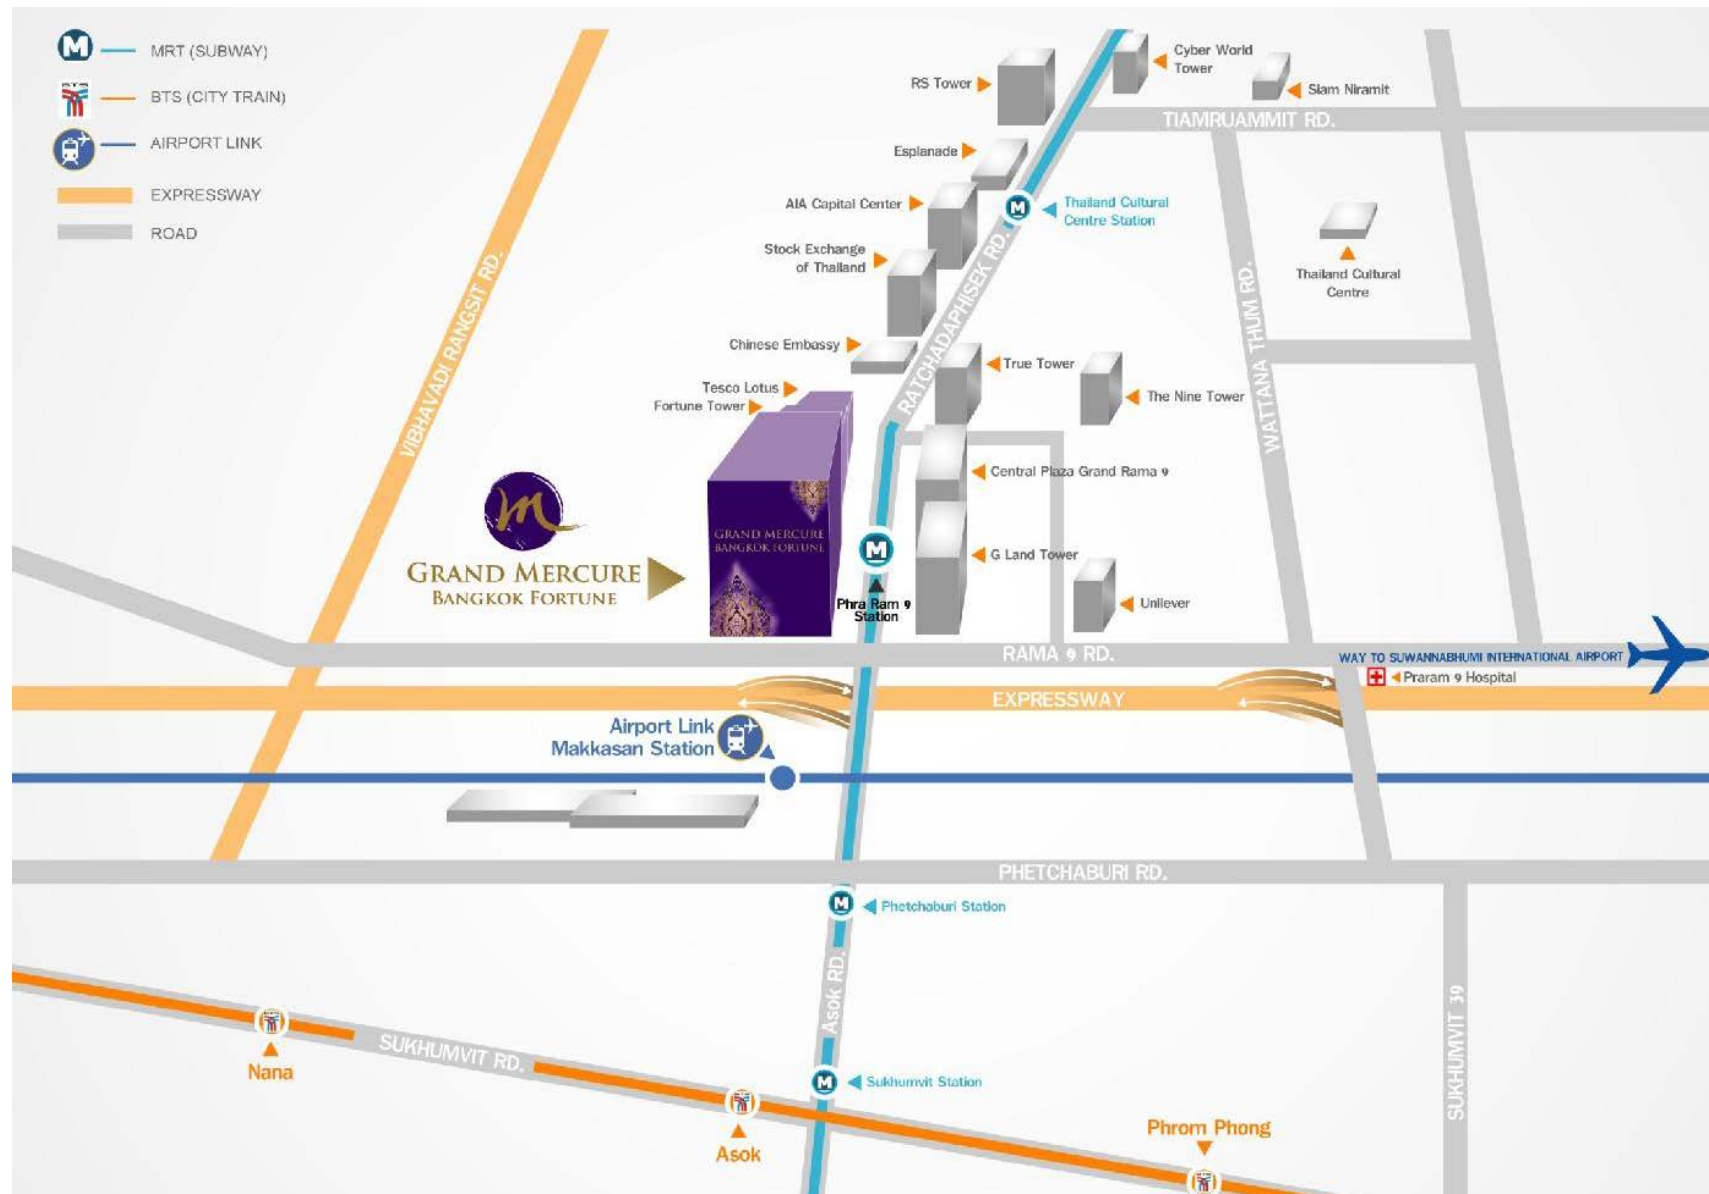 MRT (SUBWAY)
BTS (CITY TRAIN)
AIRPORT LINK
EXPRESSWAY
ROAD
Cyber World
Tower
RS Tower
Siam Niramit
TIAMRUAMMIT RD.
Esplanade
AIA Capital Center
Thailand Cultural
Centre Station
Stock Exchange
of Thailand
Thailand Cultural
Centre
VIBHAVADI RANGSIT RD.
RATCHADAPHISEK RD.
WATTANA THUM RD.
Chinese Embassy
True Tower
Tesco Lotus
Fortune Tower
The Nine Tower
Central Plaza Grand Rama 9
m
GRAND MERCURE
BANGKOK FORTUNE
GRAND MERCURE
BANGKOK FORTUNE
M
G Land Tower
Phra Ram 9
Station
Unilever
RAMA 9 RD.
WAY TO SUWANNABHUMI INTERNATIONAL AIRPORT
Praram 9 Hospital
EXPRESSWAY
Airport Link
Makkasan Station
PHETCHABURI RD.
M
Phetchaburi Station
Asok RD.
SUKHUMVIT 39
Nana
SUKHUMVIT RD.
M
Sukhumvit Station
Asok
Phrom Phong